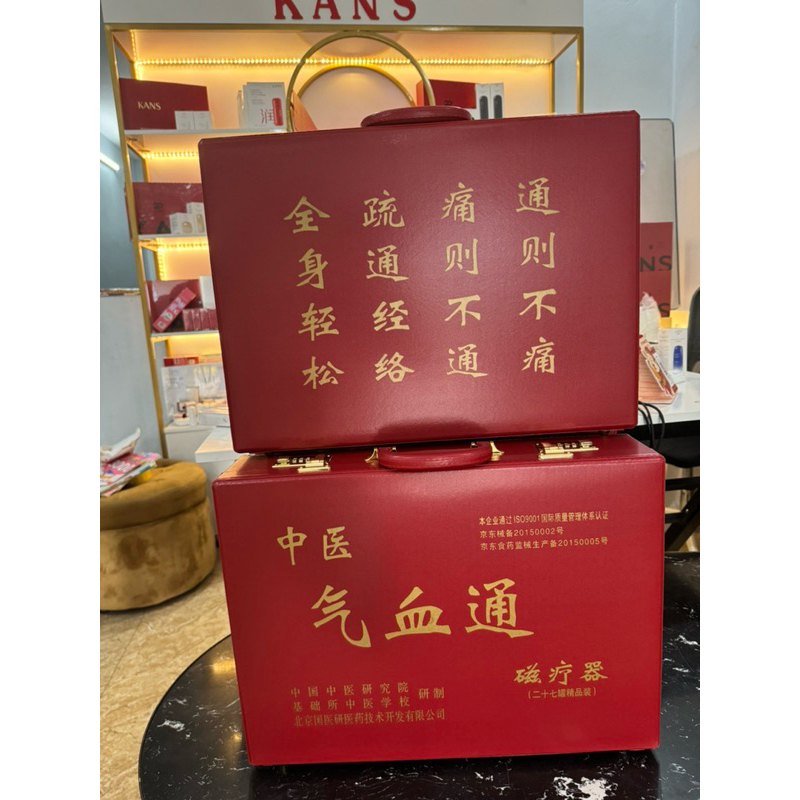 KANS
KANS
润
通则不痛
痛则不通
疏通经络
全身轻松
本企业通过ISO9001国际质量管理体系认证
京东械备20150002号
京东食药监械生产备20150005号
中医
气血通
磁疗器
(二十七罐精品装)
中国中医研究院
基础所中医学校
研制
北京国医研医药技术开发有限公司